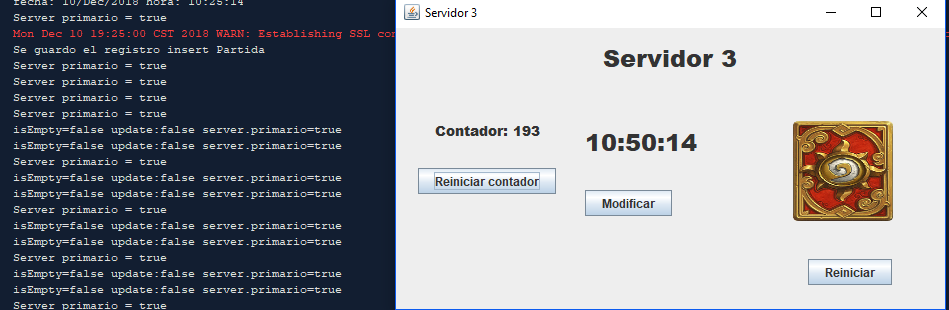 fecha: 10/Dec/2018 hora: 10:25:14
Server primario = true
Mon Dec 10 19:25:00 CST 2018 WARN: Establishing SSL con
Se guardo el registro insert Partida
Server primario = true
Server primario = true
Server primario = true
Server primario = true
isEmpty=false update:false server.primario=true
isEmpty=false update:false server.primario=true
Server primario = true
isEmpty=false update:false server.primario=true
isEmpty=false update:false server.primario=true
Server primario = true
isEmpty=false update:false server.primario=true
isEmpty=false update:false server.primario=true
Server primario = true
isEmpty=false update:false server.primario=true
isEmpty=false update:false server.primario=true
Server primario = true
Servidor 3
Servidor 3
Contador: 193
10:50:14
Reiniciar contador
Modificar
Reiniciar